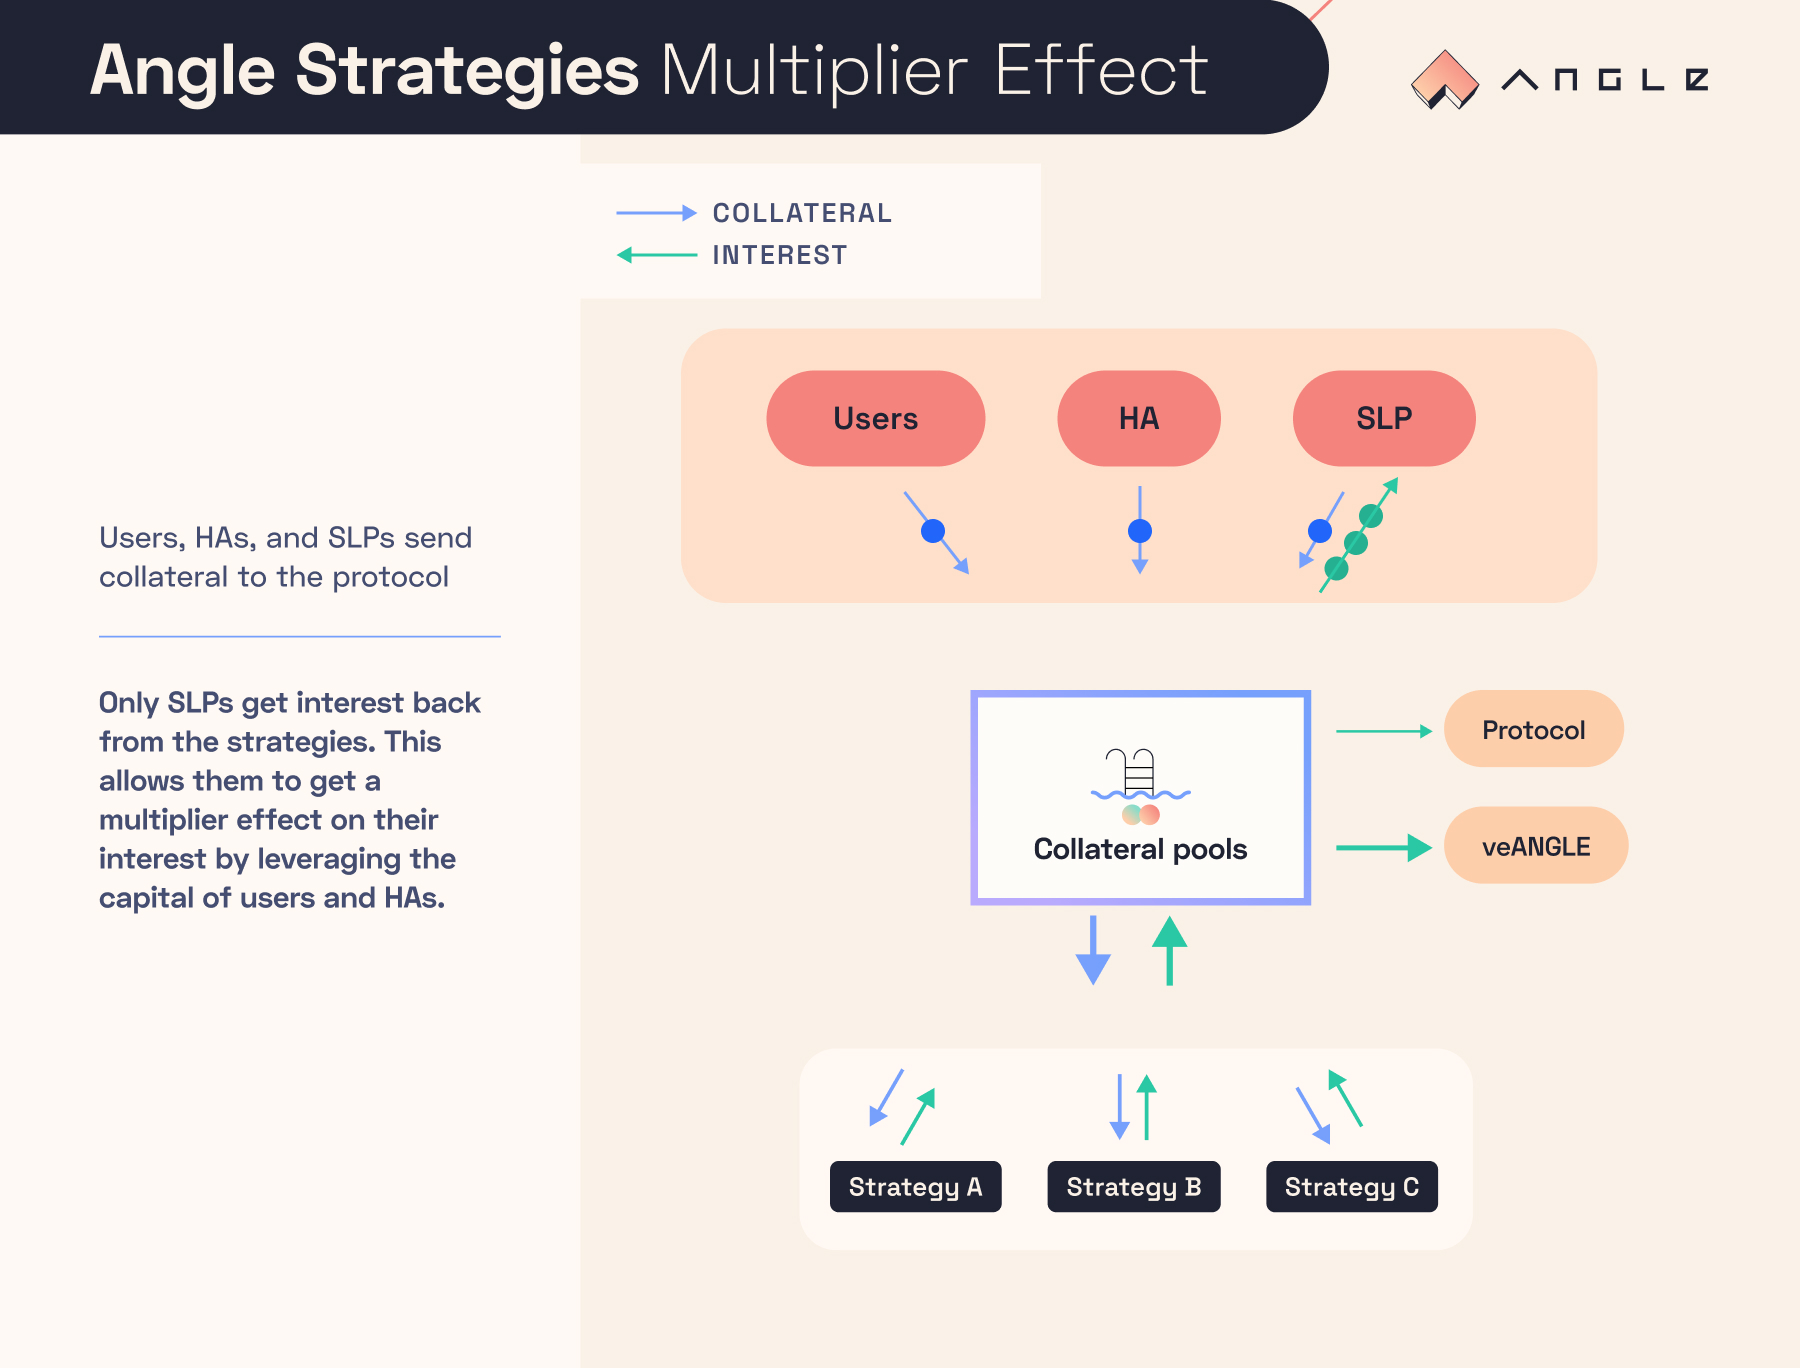 Angle Strategies Multiplier Effect
ANGLE
COLLATERAL
INTEREST
Users
HA
SLP
Users, HAs, and SLPs send
collateral to the protocol
Only SLPs get interest back
from the strategies. This
allows them to get a
multiplier effect on their
interest by leveraging the
capital of users and HAs.
Collateral pools
Protocol
veANGLE
Strategy A
Strategy B
Strategy C